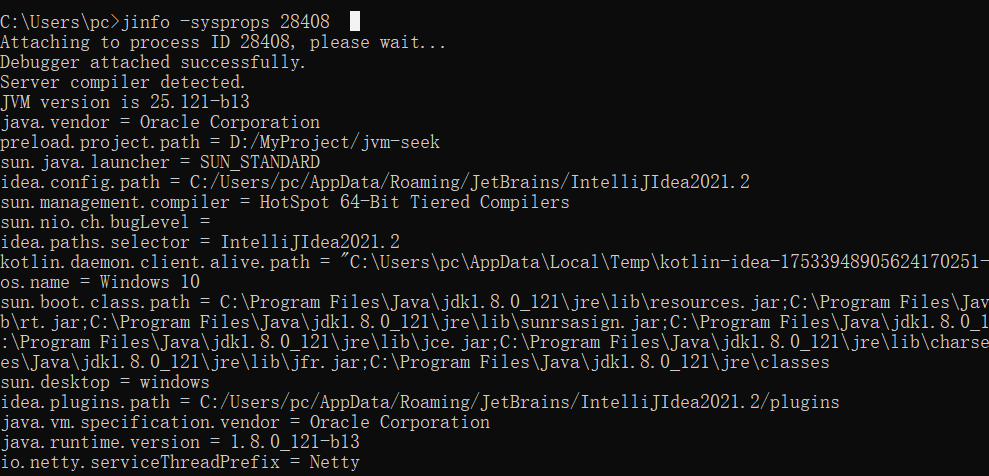 C:\Users\pc>jinfo -sysprops 28408
Attaching to process ID 28408, please wait...
Debugger attached successfully.
Server compiler detected.
JVM version is 25.121-b13
java.vendor = Oracle Corporation
preload.project.path = D:/MyProject/jvm-seek
sun.java.launcher = SUN_STANDARD
idea.config.path = C:/Users/pc/AppData/Roaming/JetBrains/IntelliJIdea2021.2
sun.management.compiler = HotSpot 64-Bit Tiered Compilers
sun.nio.ch.bugLevel =
idea.paths.selector = IntelliJIdea2021.2
kotlin.daemon.client.alive.path = "C:\Users\pc\AppData\Local\Temp\kotlin-idea-17533948905624170251-
os.name = Windows 10
sun.boot.class.path = C:\Program Files\Java\jdk1.8.0_121\jre\lib\resources.jar;C:\Program Files\Jav
b\rt.jar;C:\Program Files\Java\jdk1.8.0_121\jre\lib\sunrsasign.jar;C:\Program Files\Java\jdk1.8.0_1
:\Program Files\Java\jdk1.8.0_121\jre\lib\jce.jar;C:\Program Files\Java\jdk1.8.0_121\jre\lib\charse
es\Java\jdk1.8.0_121\jre\lib\jfr.jar;C:\Program Files\Java\jdk1.8.0_121\jre\classes
sun.desktop = windows
idea.plugins.path = C:/Users/pc/AppData/Roaming/JetBrains/IntelliJIdea2021.2/plugins
java.vm.specification.vendor = Oracle Corporation
java.runtime.version = 1.8.0_121-b13
io.netty.serviceThreadPrefix = Netty